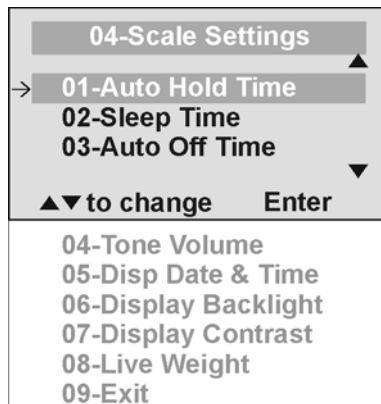 04-Scale Settings
01-Auto Hold Time
02-Sleep Time
03-Auto Off Time
▲▼to change Enter
04-Tone Volume
05-Disp Date & Time
06-Display Backlight
07-Display Contrast
08-Live Weight
09-Exit